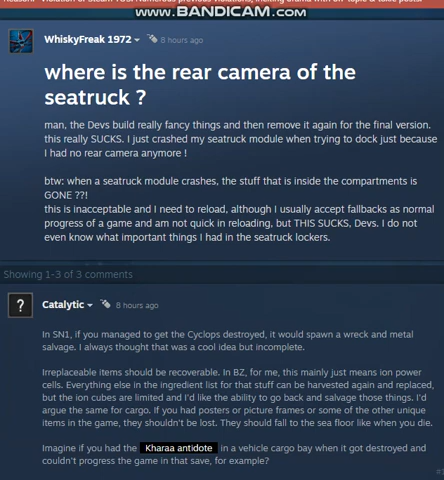 www.BANDICAM.com
WhiskyFreak 1972 8 hours ago
where is the rear camera of the
seatruck ?
man, the Devs build really fancy things and then remove it again for the final version.
this really SUCKS. I just crashed my seatruck module when trying to dock just because
I had no rear camera anymore !
btw: when a seatruck module crashes, the stuff that is inside the compartments is
GONE ??!
this is inacceptable and I need to reload, although I usually accept fallbacks as normal
progress of a game and am not quick in reloading, but THIS SUCKS, Devs. I do not
even know what important things I had in the seatruck lockers.
Showing 1-3 of 3 comments
? Catalytic 8 hours ago
In SN1, if you managed to get the Cyclops destroyed, it would spawn a wreck and metal
salvage. I always thought that was a cool idea but incomplete.
Irreplaceable items should be recoverable. In BZ, for me, this mainly just means ion power
cells. Everything else in the ingredient list for that stuff can be harvested again and replaced,
but the ion cubes are limited and I'd like the ability to go back and salvage those things. I'd
argue the same for cargo. If you had posters or picture frames or some of the other unique
items in the game, they shouldn't be lost. They should fall to the sea floor like when you die.
Imagine if you had the Kharaa antidote in a vehicle cargo bay when it got destroyed and
couldn't progress the game in that save, for example?